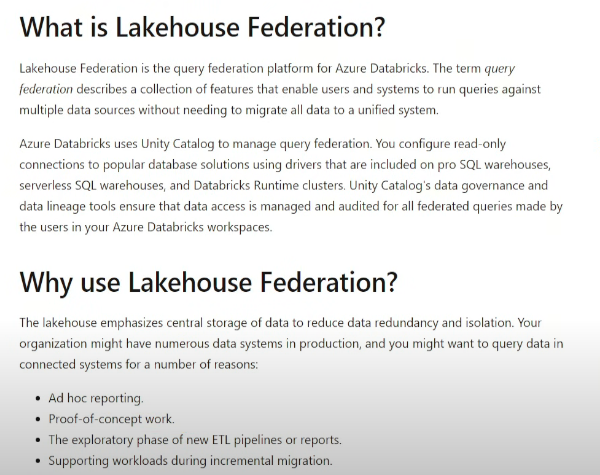 What is Lakehouse Federation?
Lakehouse Federation is the query federation platform for Azure Databricks. The term query
federation describes a collection of features that enable users and systems to run queries against
multiple data sources without needing to migrate all data to a unified system.
Azure Databricks uses Unity Catalog to manage query federation. You configure read-only
connections to popular database solutions using drivers that are included on pro SQL warehouses,
serverless SQL warehouses, and Databricks Runtime clusters. Unity Catalog's data governance and
data lineage tools ensure that data access is managed and audited for all federated queries made by
the users in your Azure Databricks workspaces.
Why use Lakehouse Federation?
The lakehouse emphasizes central storage of data to reduce data redundancy and isolation. Your
organization might have numerous data systems in production, and you might want to query data in
connected systems for a number of reasons:
• Ad hoc reporting.
• Proof-of-concept work.
• The exploratory phase of new ETL pipelines or reports.
• Supporting workloads during incremental migration.